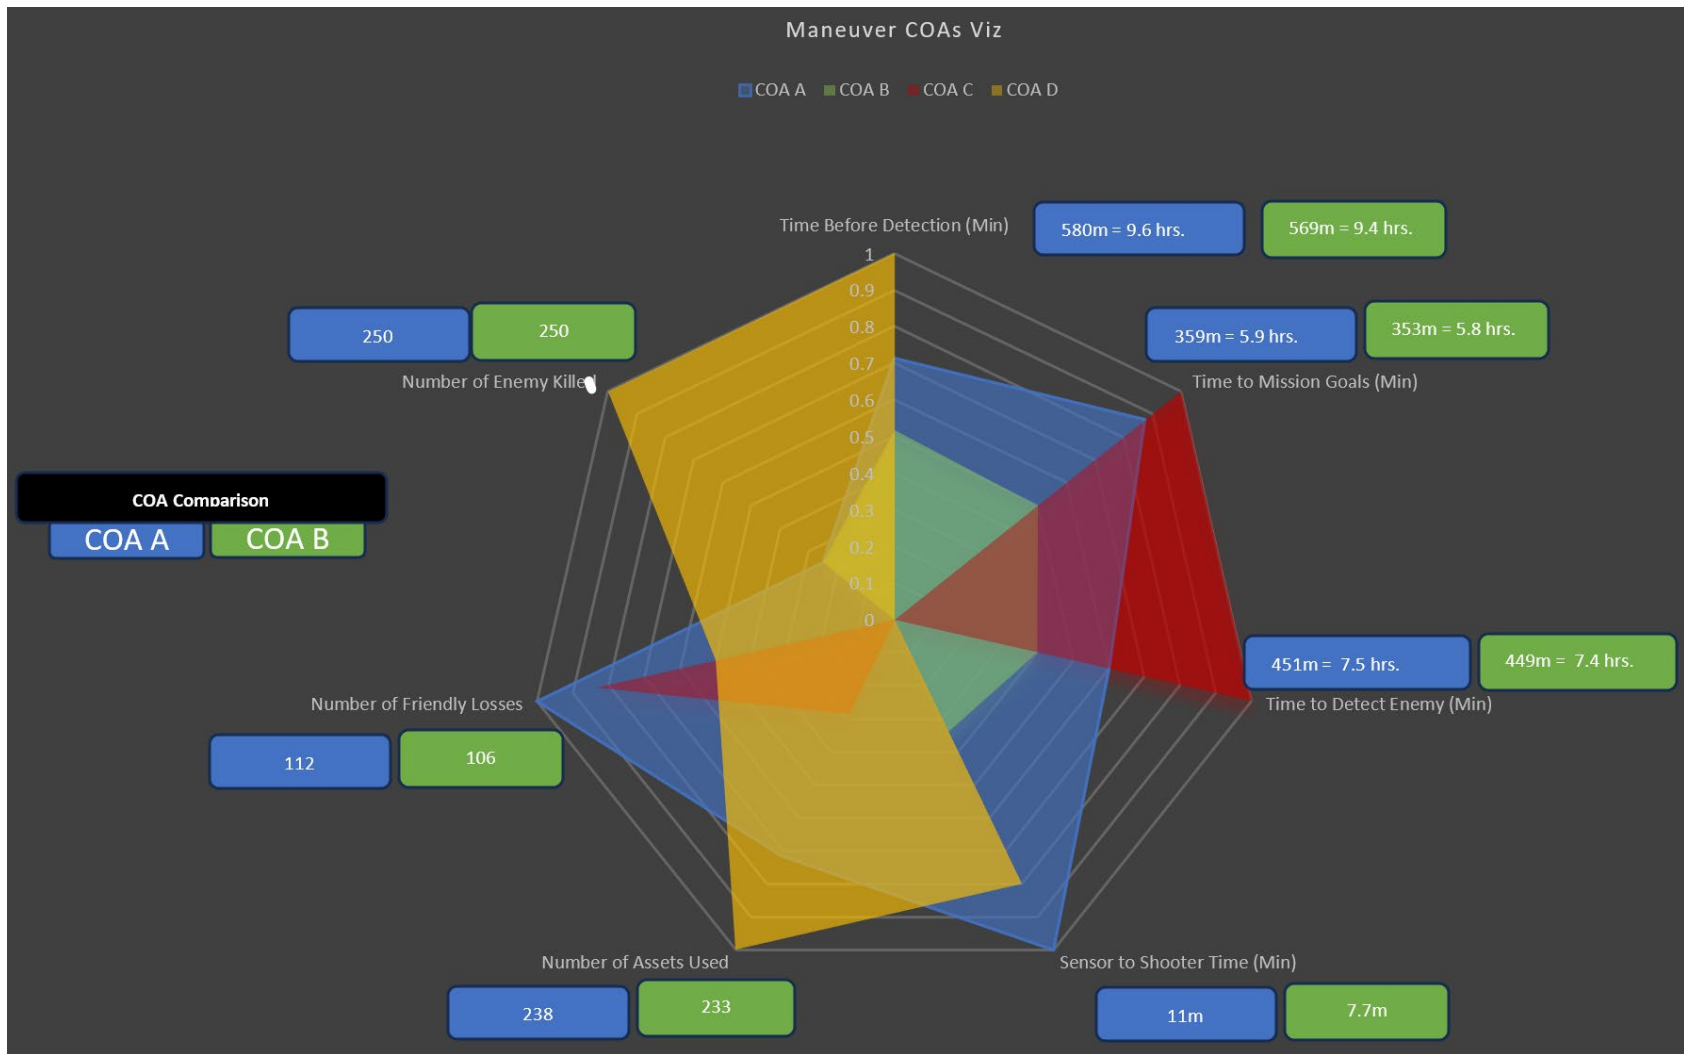 Maneuver COAs Viz
COA A COA B COA C COA D
Time Before Detection (Min)
580m = 9.6 hrs.
569m = 9.4 hrs.
1
0.9
0.8
0.7
0.6
0.5
0.4
0.3
0.2
0.1
0
359m = 5.9 hrs.
353m = 5.8 hrs.
Time to Mission Goals (Min)
250
250
Number of Enemy Killed
COA Comparison
COA A
COA B
451m = 7.5 hrs.
449m = 7.4 hrs.
Time to Detect Enemy (Min)
Number of Friendly Losses
112
106
Number of Assets Used
238
233
Sensor to Shooter Time (Min)
11m
7.7m